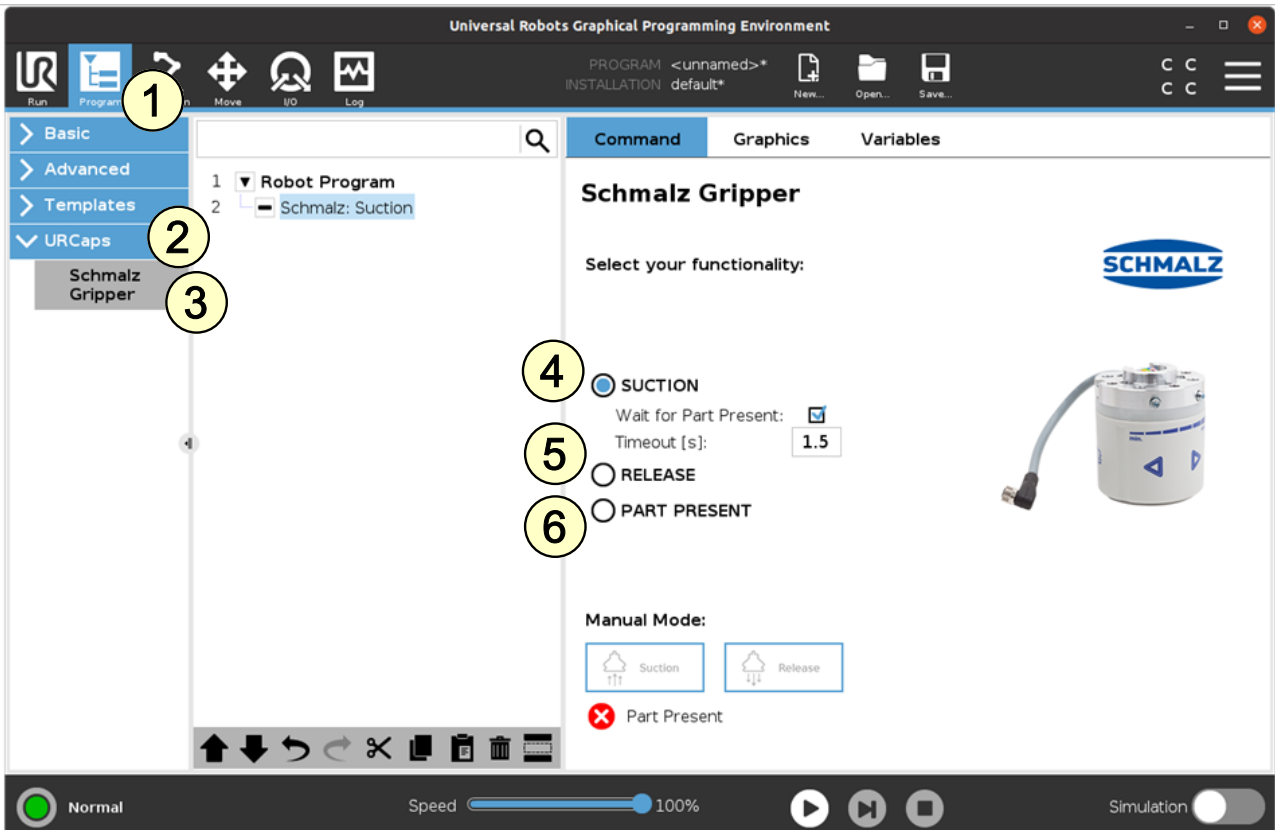 Universal Robots Graphical Programming Environment
Run
Program
Move
I/O
Log
PROGRAM <unnamed>*
INSTALLATION default*
New...
Open...
Save...
C C
C C
1
Basic
Advanced
Templates
URCaps
2
Schmalz
Gripper
3
1 Robot Program
2 Schmalz: Suction
Command Graphics Variables
Schmalz Gripper
Select your functionality:
SCHMALZ
4
SUCTION
Wait for Part Present:
Timeout [s]: 1.5
5
RELEASE
6
PART PRESENT
Manual Mode:
Suction
Release
Part Present
Normal
Speed 100%
Simulation